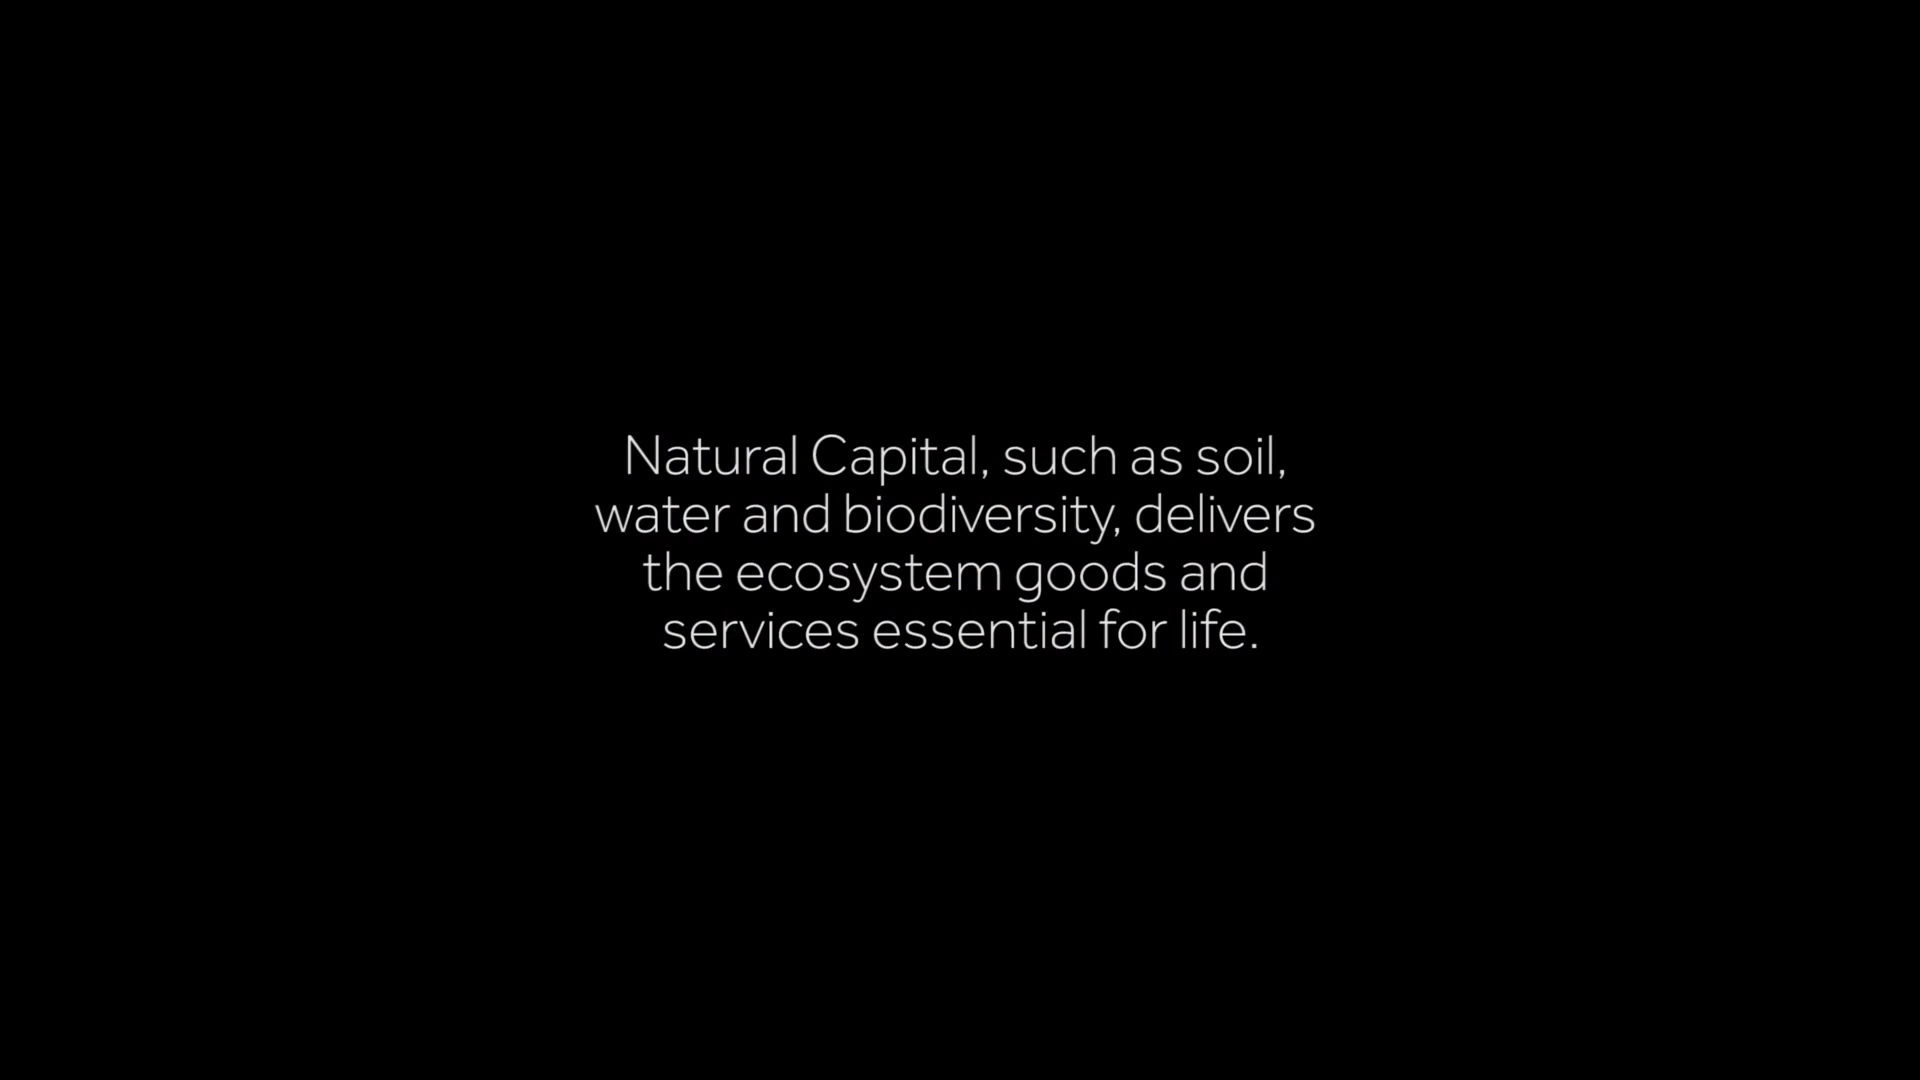 Natural Capital, such as soil,
water and biodiversity, delivers
the ecosystem goods and
services essential for life.